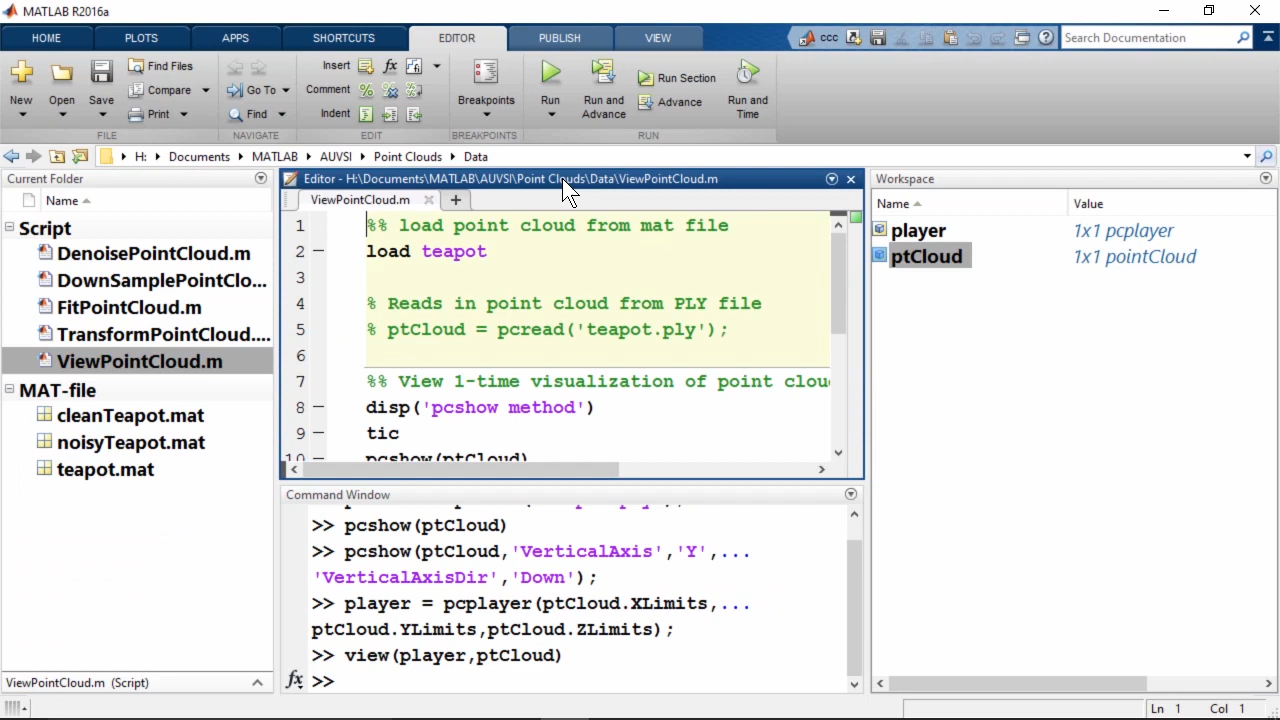 MATLAB R2016a
HOME PLOTS APPS SHORTCUTS EDITOR PUBLISH VIEW ccc Search Documentation
New Open Save Find Files Compare Print
Go To Find
Insert Comment Indent
Breakpoints
Run Run and Advance Run Section Advance Run and Time
FILE NAVIGATE EDIT BREAKPOINTS RUN
H: Documents MATLAB AUVSI Point Clouds Data
Current Folder
Name
Script
DenoisePointCloud.m
DownSamplePointClo...
FitPointCloud.m
TransformPointCloud....
ViewPointCloud.m
MAT-file
cleanTeapot.mat
noisyTeapot.mat
teapot.mat
ViewPointCloud.m (Script)
Editor - H:\Documents\MATLAB\AUVSI\Point Clouds\Data\ViewPointCloud.m
ViewPointCloud.m
1 %% load point cloud from mat file
2 load teapot
3
4 % Reads in point cloud from PLY file
5 % ptCloud = pcread('teapot.ply');
6
7 %% View 1-time visualization of point clou
8 disp('pcshow method')
9 tic
10 pcshow(ptCloud)
Command Window
>> pcshow(ptCloud)
>> pcshow(ptCloud,'VerticalAxis','Y',...
'VerticalAxisDir','Down');
>> player = pcplayer(ptCloud.XLimits,...
ptCloud.YLimits,ptCloud.ZLimits);
>> view(player,ptCloud)
fx >>
Workspace
Name Value
player 1x1 pcplayer
ptCloud 1x1 pointCloud
Ln 1 Col 1